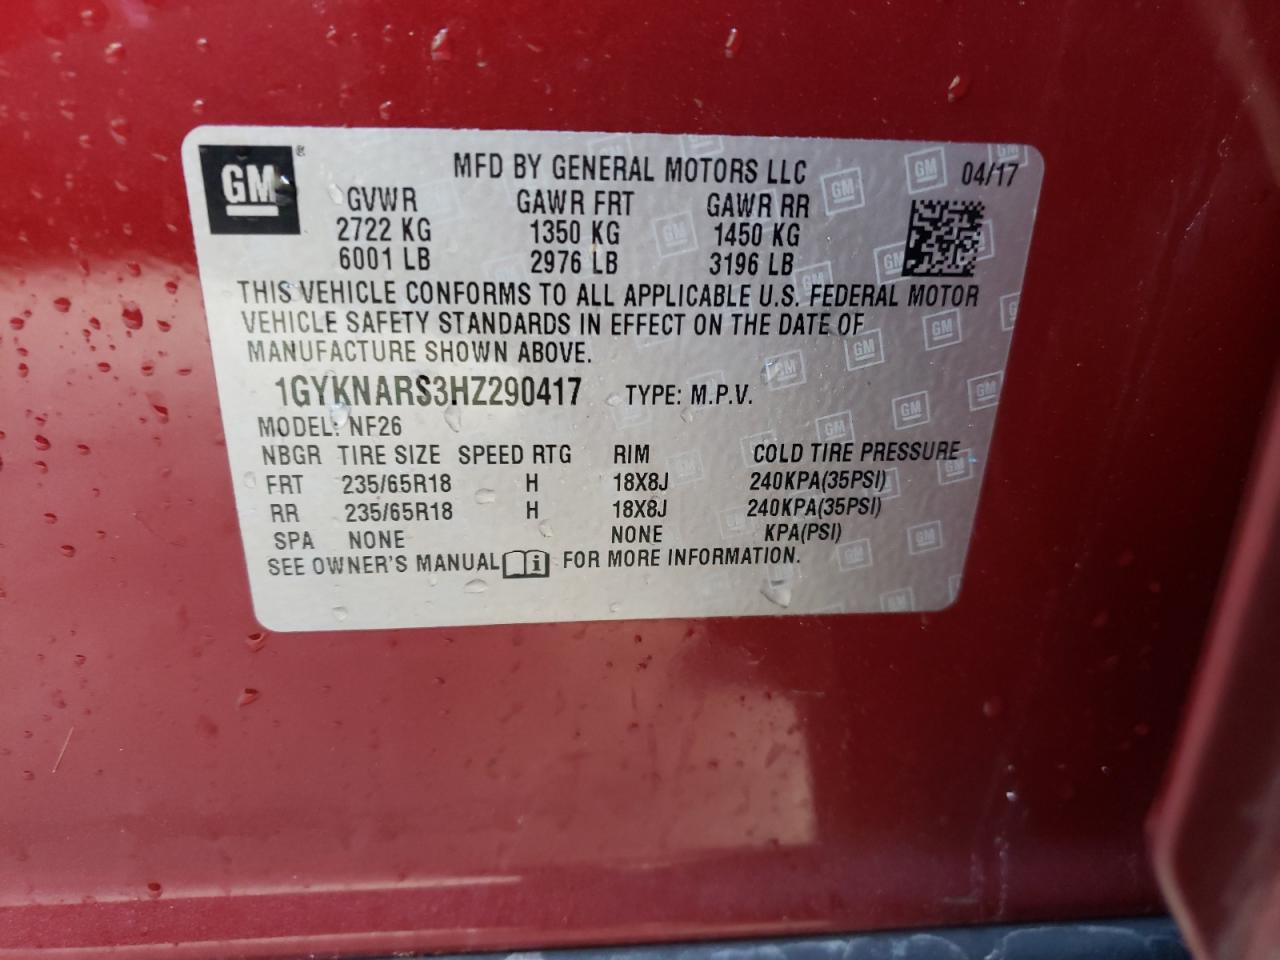 GM ®
MFD BY GENERAL MOTORS LLC 04/17
GVWR GAWR FRT GAWR RR
2722 KG 1350 KG 1450 KG
6001 LB 2976 LB 3196 LB
THIS VEHICLE CONFORMS TO ALL APPLICABLE U.S. FEDERAL MOTOR
VEHICLE SAFETY STANDARDS IN EFFECT ON THE DATE OF
MANUFACTURE SHOWN ABOVE.
1GYKNARS3HZ290417 TYPE: M.P.V.
MODEL: NF26
NBGR TIRE SIZE SPEED RTG RIM COLD TIRE PRESSURE
FRT 235/65R18 H 18X8J 240KPA(35PSI)
RR 235/65R18 H 18X8J 240KPA(35PSI)
SPA NONE NONE KPA(PSI)
SEE OWNER'S MANUAL i FOR MORE INFORMATION.